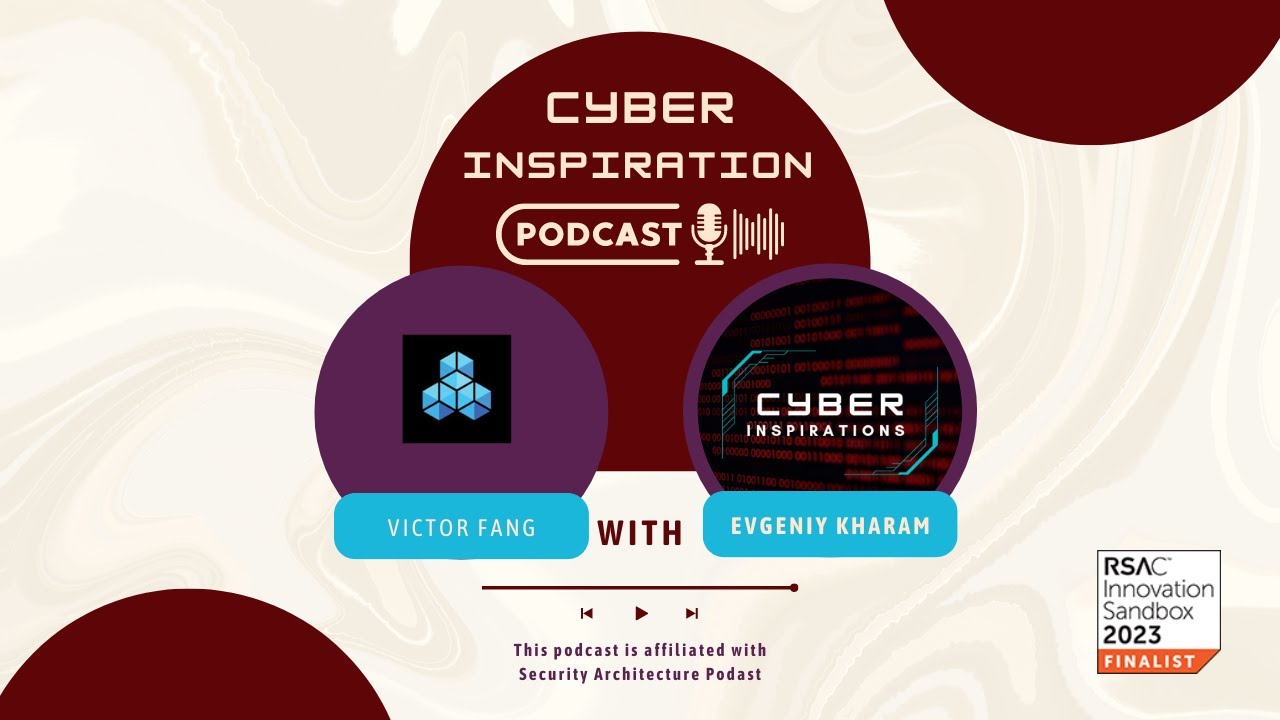 CYBER
INSPIRATION
PODCAST
CYBER
INSPIRATIONS
VICTOR FANG
WITH
EVGENIY KHARAM
This podcast is affiliated with
Security Architecture Podast
RSAC
Innovation
Sandbox
2023
FINALIST